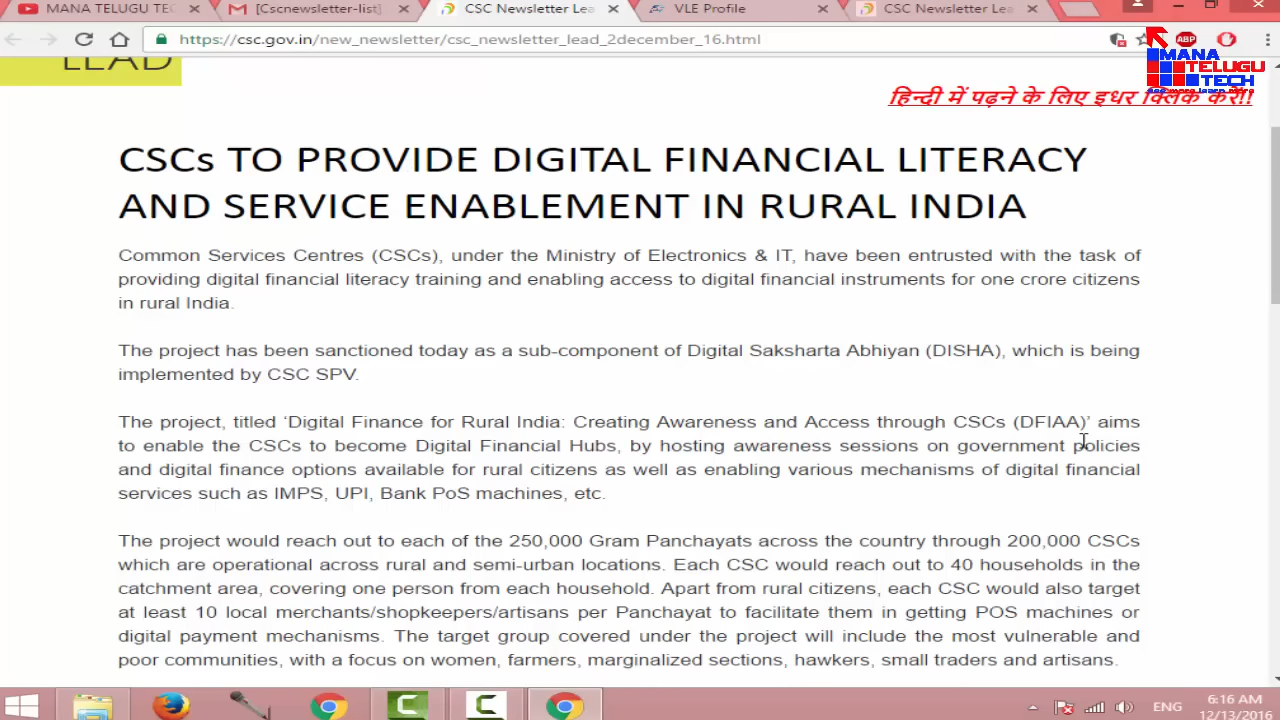 MANA TELUGU TEC
[Cscnewsletter-list]
CSC Newsletter Lea
VLE Profile
CSC Newsletter Lea
https://csc.gov.in/new_newsletter/csc_newsletter_lead_2december_16.html
ABP
MANA
TELUGU
TECH
see more learn more
LEAD
हिन्दी में पढ़ने के लिए इधर क्लिक करें!!
CSCs TO PROVIDE DIGITAL FINANCIAL LITERACY
AND SERVICE ENABLEMENT IN RURAL INDIA
Common Services Centres (CSCs), under the Ministry of Electronics & IT, have been entrusted with the task of
providing digital financial literacy training and enabling access to digital financial instruments for one crore citizens
in rural India.
The project has been sanctioned today as a sub-component of Digital Saksharta Abhiyan (DISHA), which is being
implemented by CSC SPV.
The project, titled ‘Digital Finance for Rural India: Creating Awareness and Access through CSCs (DFIAA)’ aims
to enable the CSCs to become Digital Financial Hubs, by hosting awareness sessions on government policies
and digital finance options available for rural citizens as well as enabling various mechanisms of digital financial
services such as IMPS, UPI, Bank PoS machines, etc.
The project would reach out to each of the 250,000 Gram Panchayats across the country through 200,000 CSCs
which are operational across rural and semi-urban locations. Each CSC would reach out to 40 households in the
catchment area, covering one person from each household. Apart from rural citizens, each CSC would also target
at least 10 local merchants/shopkeepers/artisans per Panchayat to facilitate them in getting POS machines or
digital payment mechanisms. The target group covered under the project will include the most vulnerable and
poor communities, with a focus on women, farmers, marginalized sections, hawkers, small traders and artisans.
ENG
6:16 AM
12/13/2016